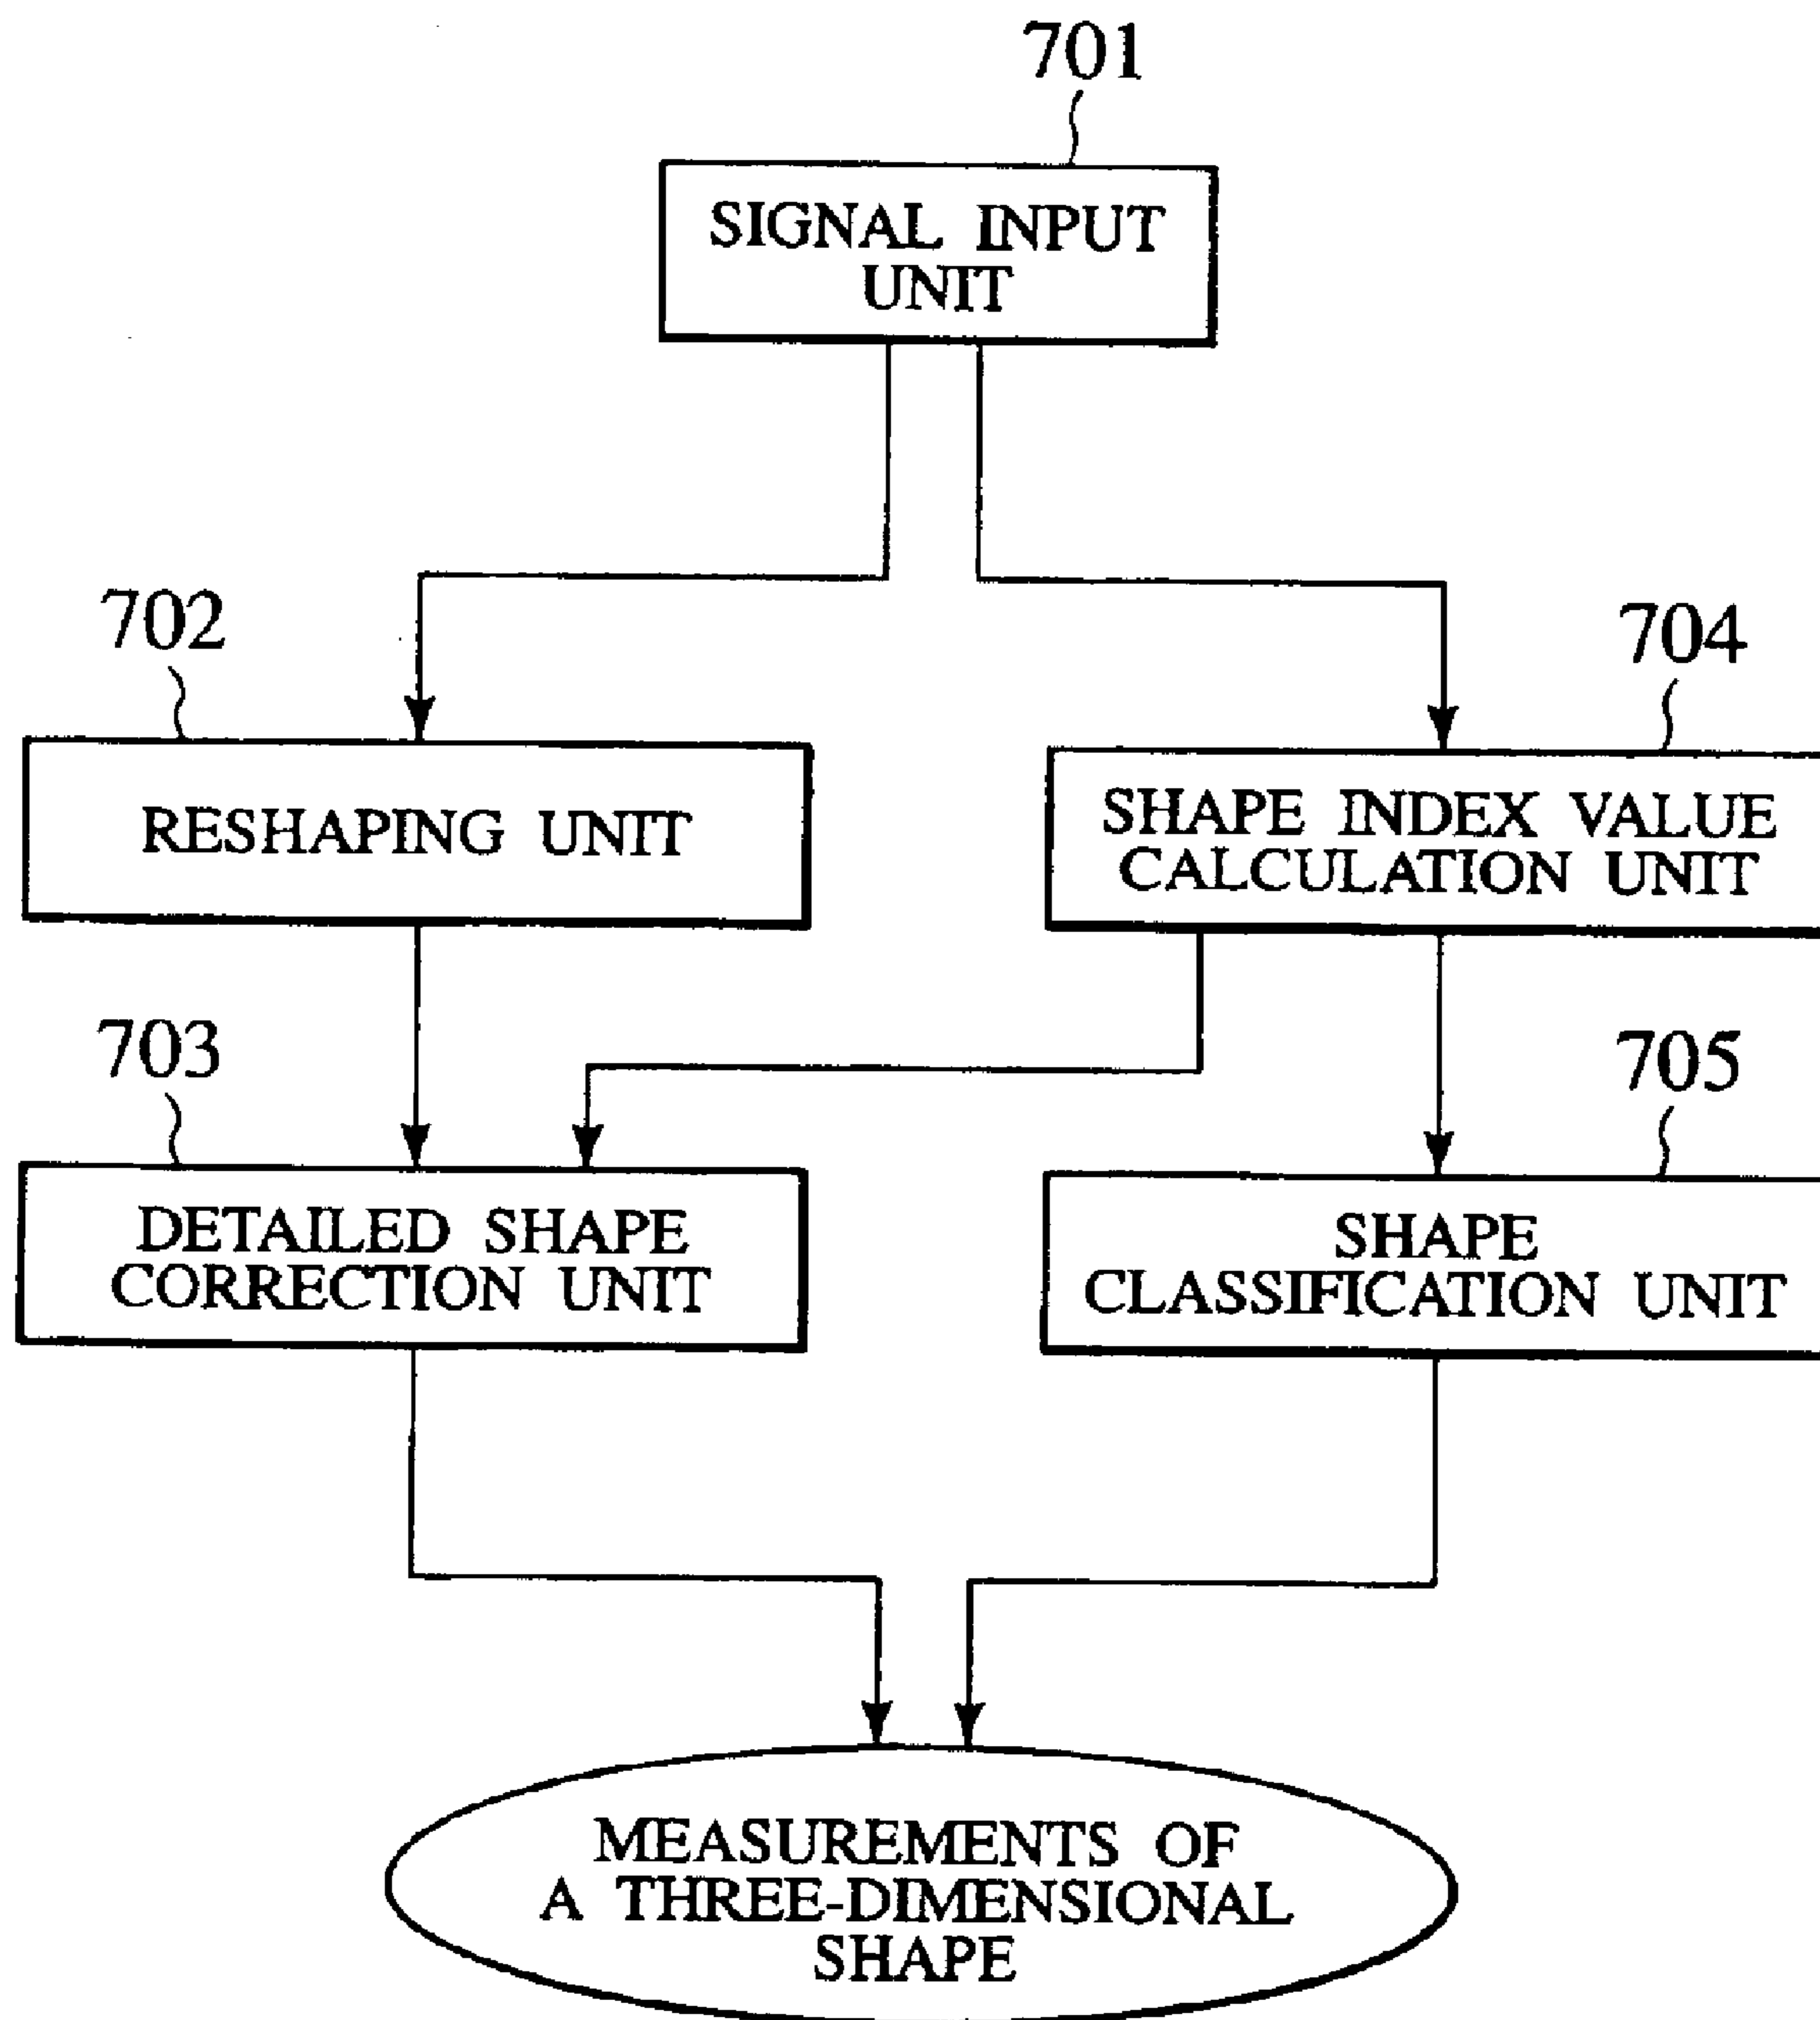 701
SIGNAL INPUT
UNIT
702
704
RESHAPING UNIT
SHAPE INDEX VALUE
CALCULATION UNIT
703
705
DETAILED SHAPE
CORRECTION UNIT
SHAPE
CLASSIFICATION UNIT
MEASUREMENTS OF
A THREE-DIMENSIONAL
SHAPE